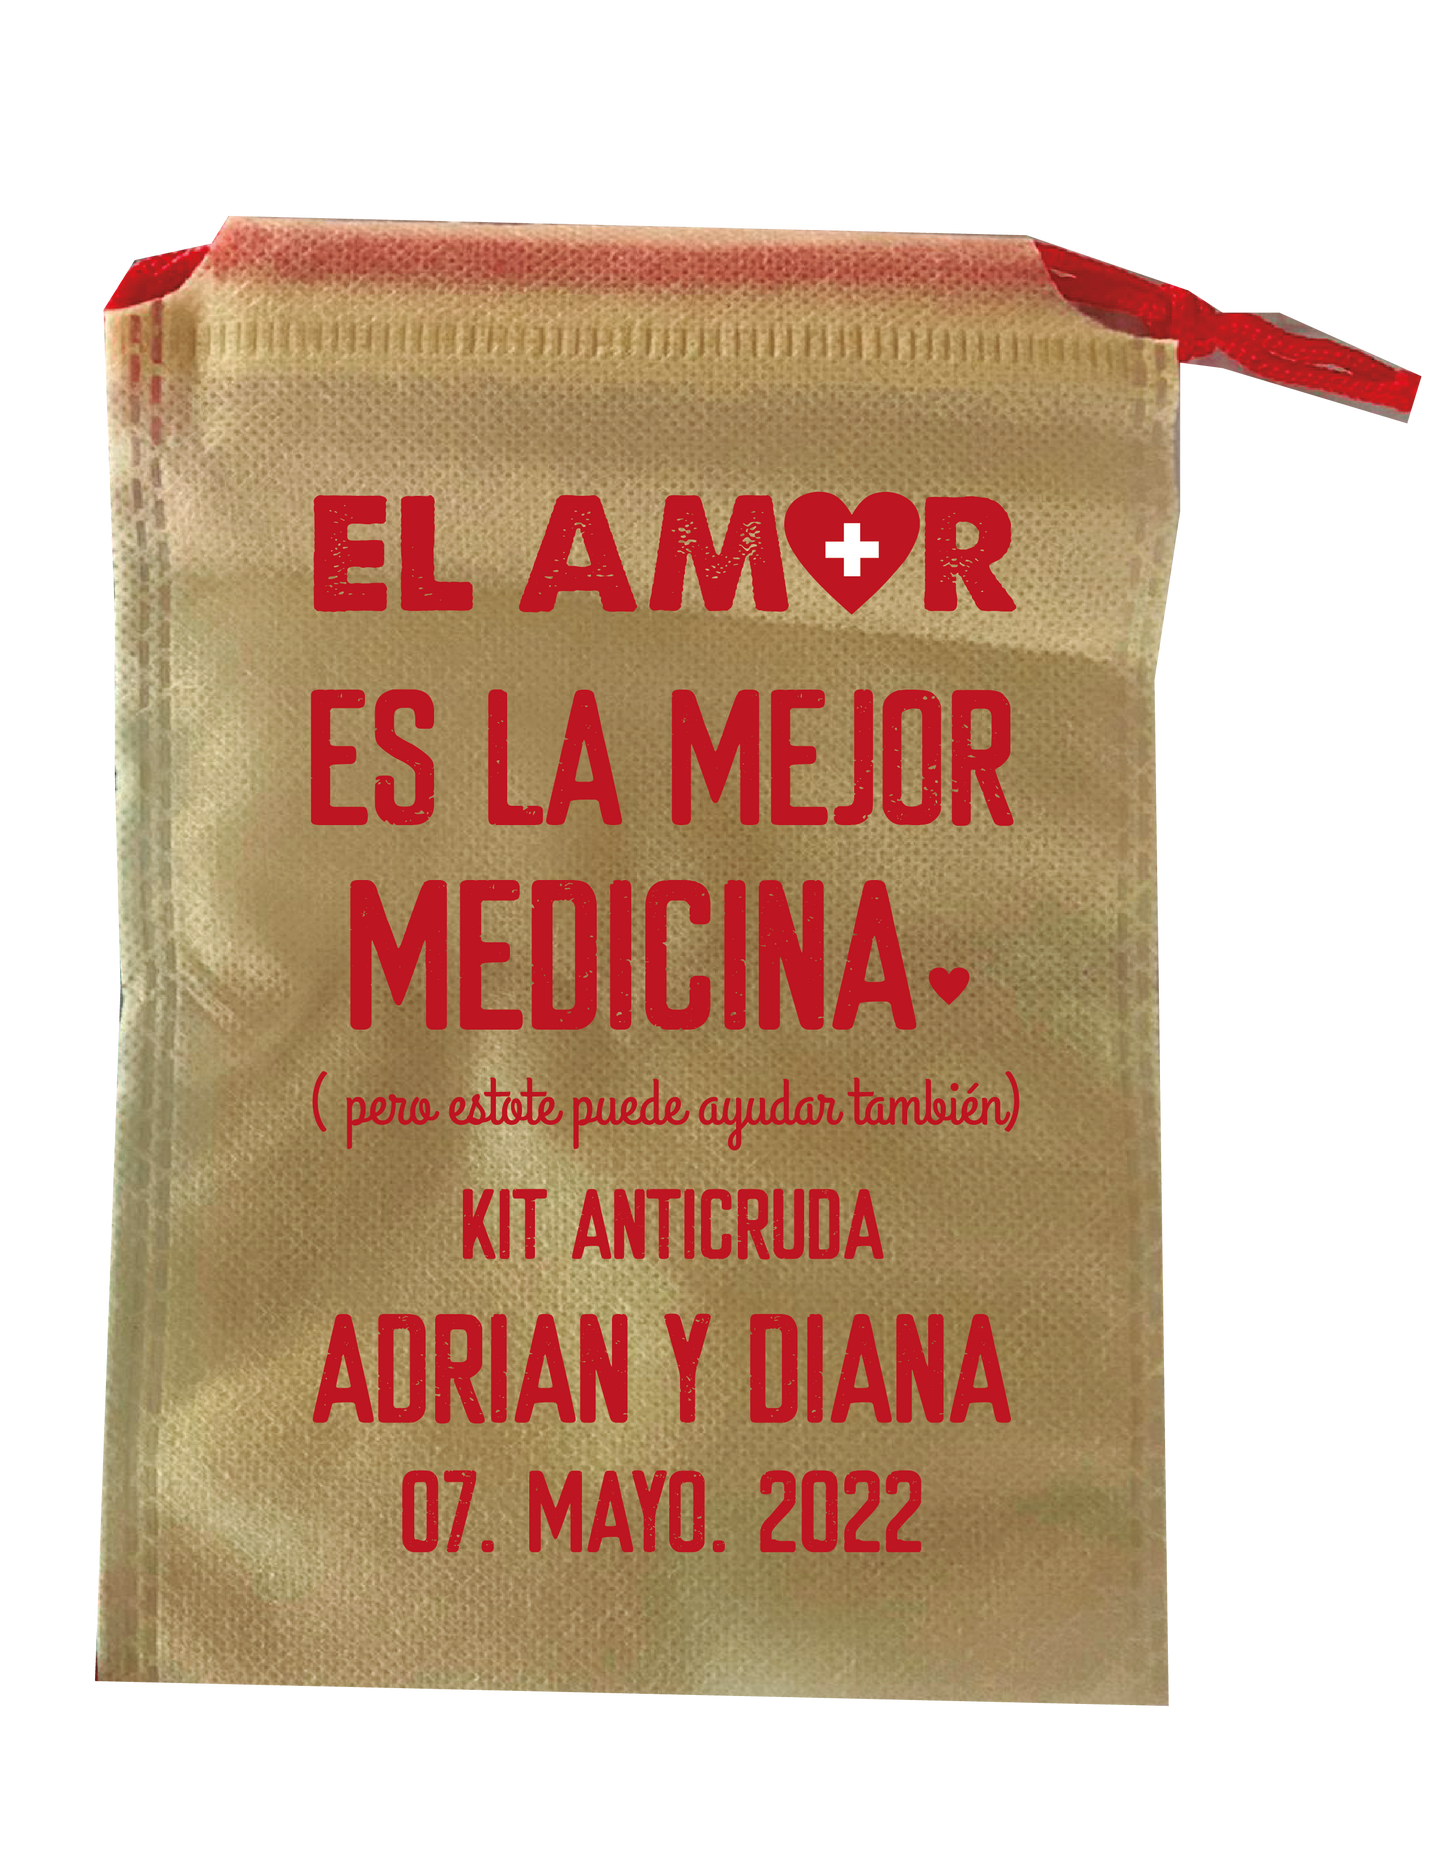 EL AMOR
ES LA MEJOR
MEDICINA.
( pero estote puede ayudar también)
KIT ANTICRUDA
ADRIAN Y DIANA
07. MAYO. 2022